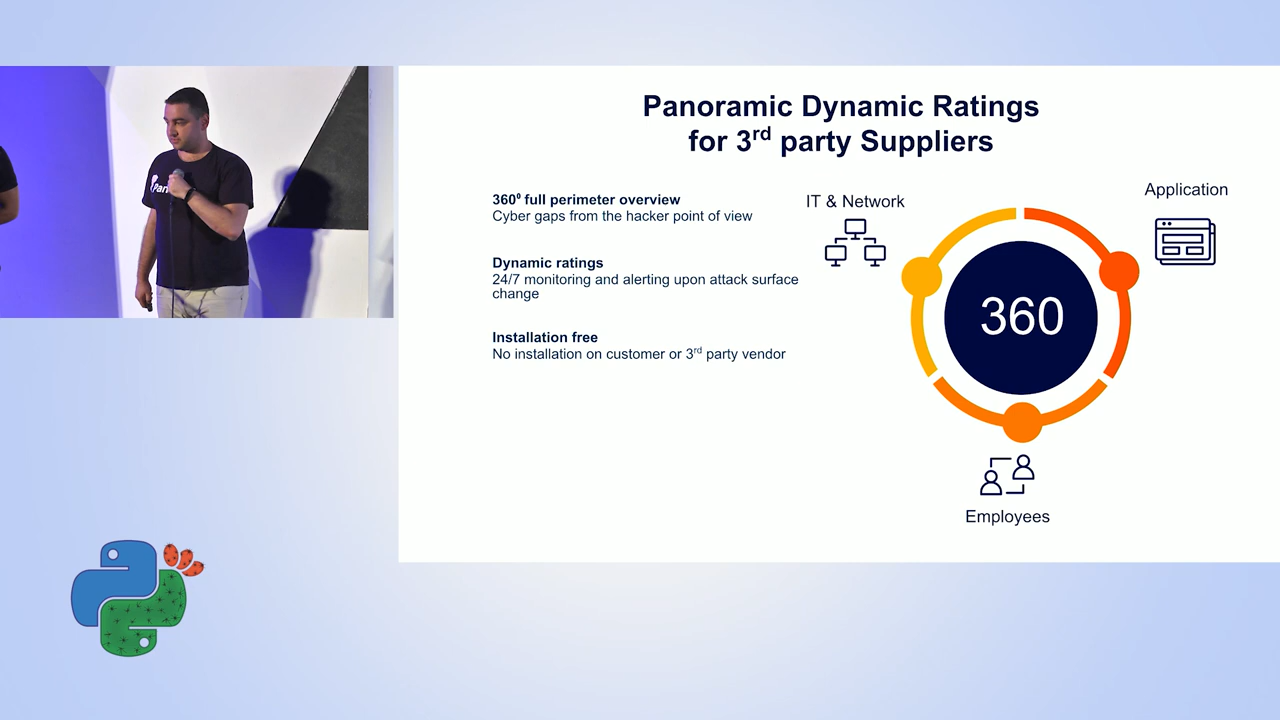 Panoramic Dynamic Ratings
for 3rd party Suppliers
360⁰ full perimeter overview
Cyber gaps from the hacker point of view
Dynamic ratings
24/7 monitoring and alerting upon attack surface
change
Installation free
No installation on customer or 3rd party vendor
IT & Network
Application
360
Employees